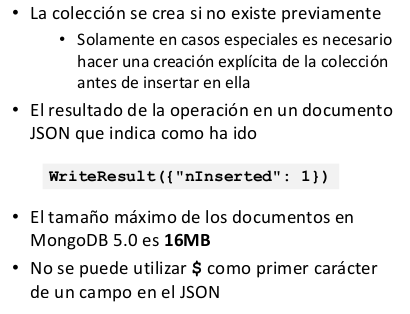 • La colección se crea si no existe previamente
• Solamente en casos especiales es necesario
hacer una creación explícita de la colección
antes de insertar en ella
• El resultado de la operación en un documento
JSON que indica como ha ido
WriteResult({"nInserted": 1})
• El tamaño máximo de los documentos en
MongoDB 5.0 es 16MB
• No se puede utilizar $ como primer carácter
de un campo en el JSON